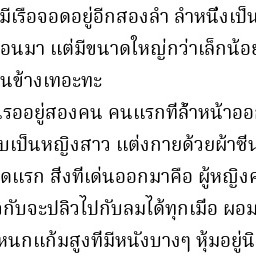 มีเรือจอดอยู่อีกสองลำ ลำหนึ่งเป็น
อนมา แต่มีขนาดใหญ่กว่าเล็กน้อย
นข้างเทอะทะ
รออยู่สองคน คนแรกที่ล้ำหน้าออก
บเป็นหญิงสาว แต่งกายด้วยผ้าซีน
ดแรก สิ่งที่เด่นออกมาคือ ผู้หญิงค
กับจะปลิวไปกับลมได้ทุกเมื่อ ผอม
หนกแก้มสูงที่มีหนังบางๆ หุ้มอยู่นิ